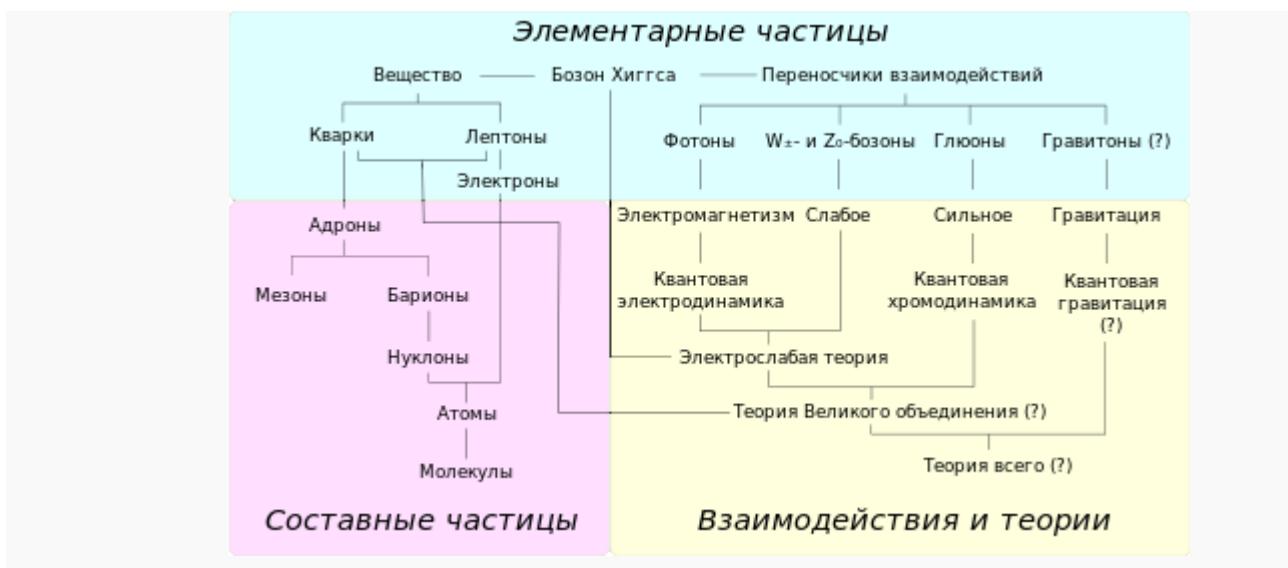 Элементарные частицы
Вещество Бозон Хиггса Переносчики взаимодействий
Кварки Лептоны Фотоны W±- и Z₀-бозоны Глюоны Гравитоны (?)
Электроны
Адроны Электромагнетизм Слабое Сильное Гравитация
Мезоны Барионы Квантовая Квантовая Квантовая
электродинамика хромодинамика гравитация
(?)
Нуклоны Электрослабая теория
Атомы Теория Великого объединения (?)
Молекулы Теория всего (?)
Составные частицы Взаимодействия и теории